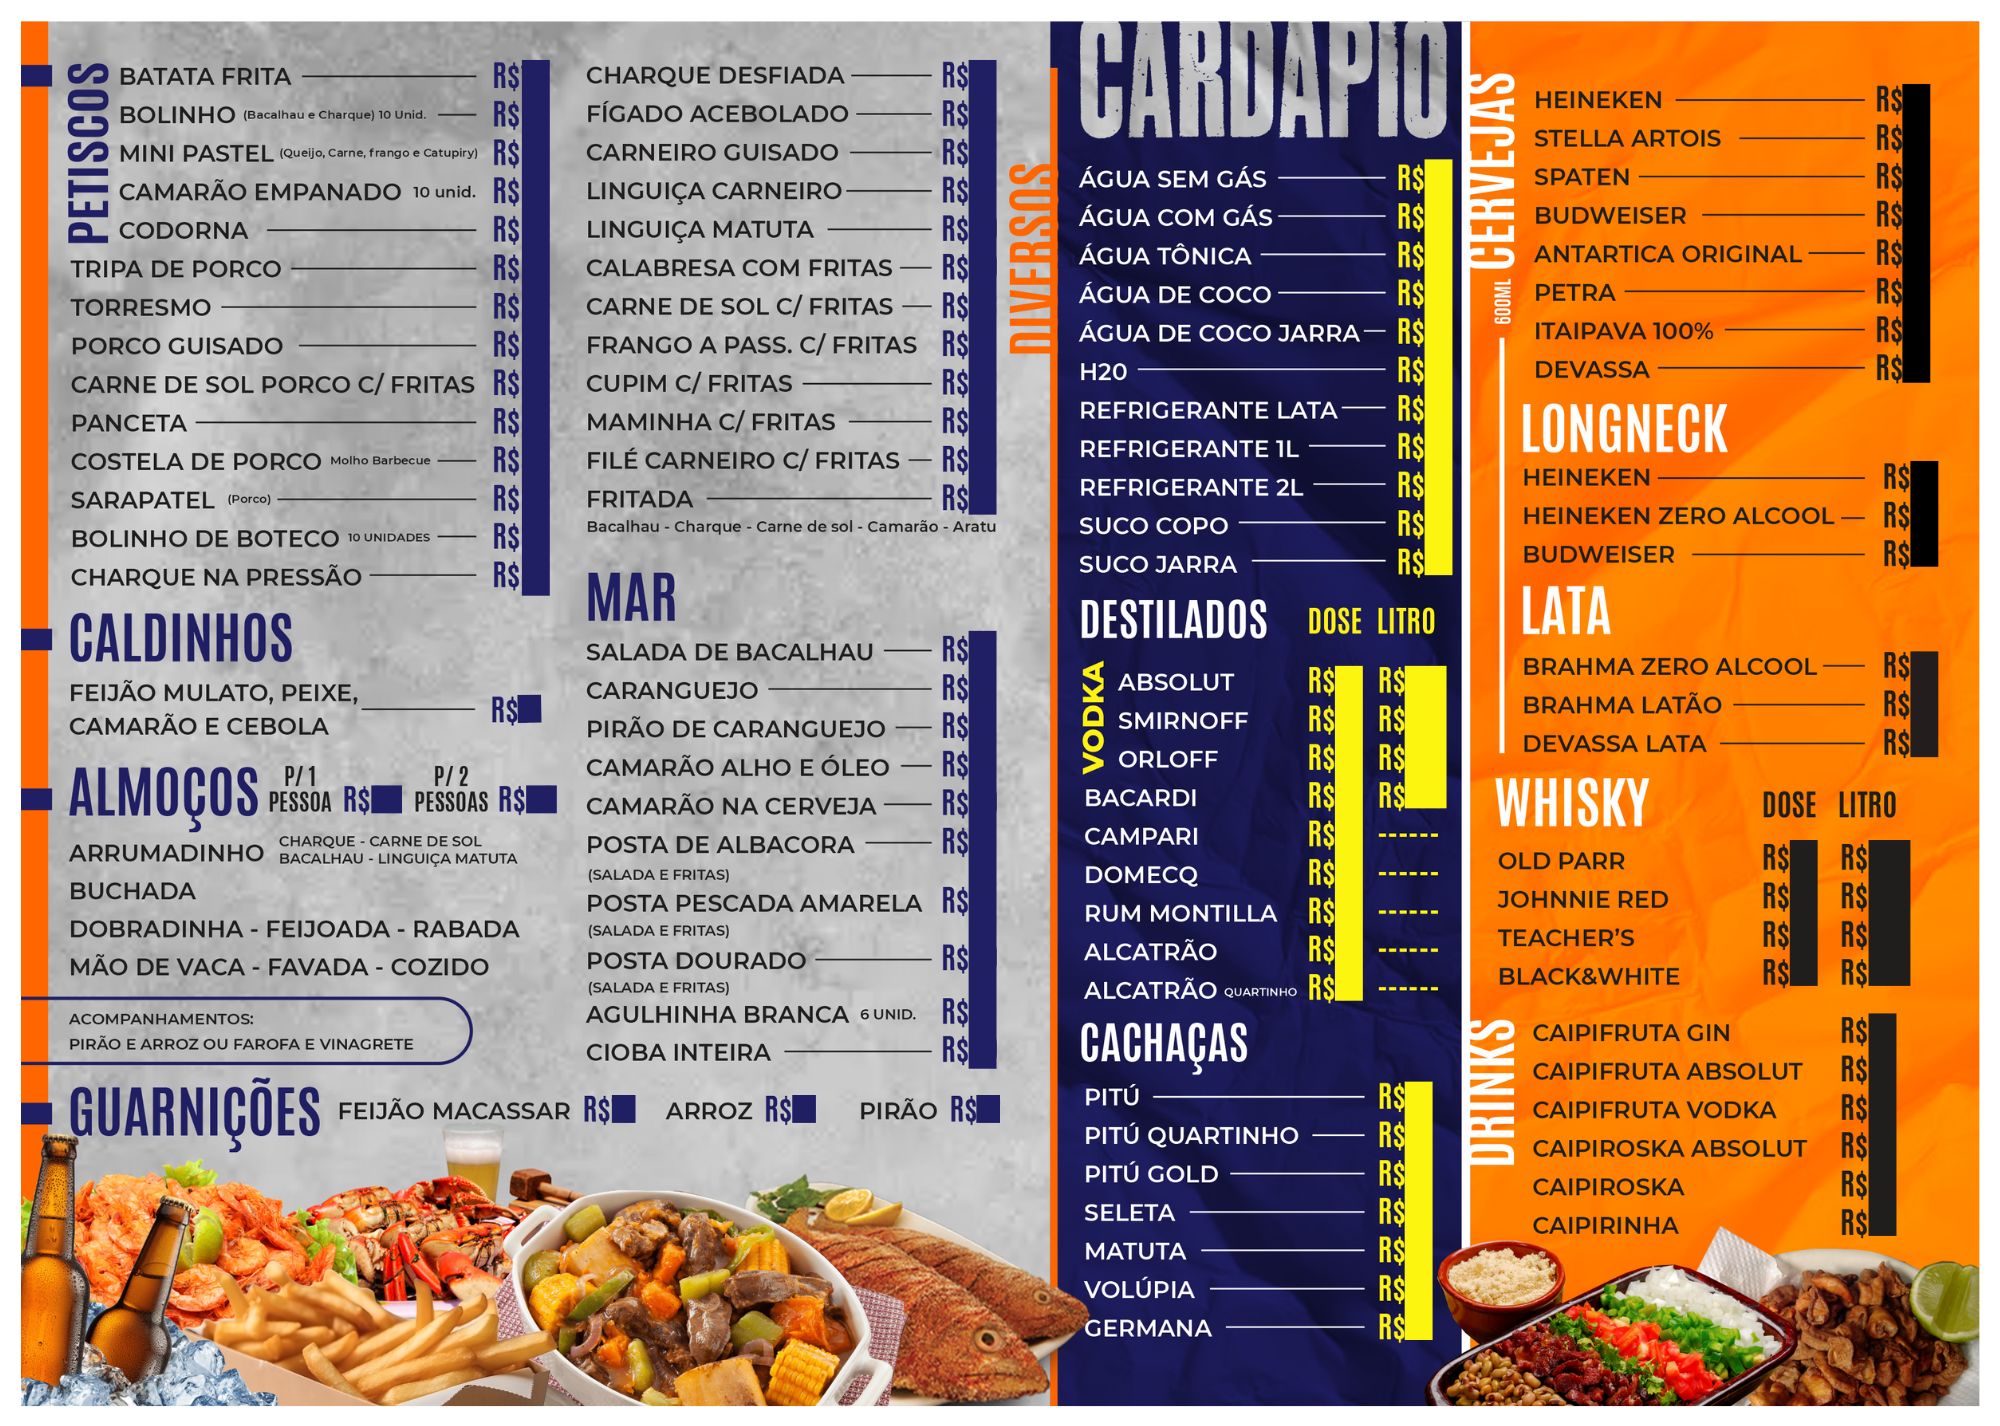 PETISCOS
BATATA FRITA R$
BOLINHO (Bacalhau e Charque) 10 Unid. R$
MINI PASTEL (Queijo, Carne, frango e Catupiry) R$
CAMARÃO EMPANADO 10 unid. R$
CODORNA R$
TRIPA DE PORCO R$
TORRESMO R$
PORCO GUISADO R$
CARNE DE SOL PORCO C/ FRITAS R$
PANCETA R$
COSTELA DE PORCO Molho Barbecue R$
SARAPATEL (Porco) R$
BOLINHO DE BOTECO 10 UNIDADES R$
CHARQUE NA PRESSÃO R$
CALDINHOS
FEIJÃO MULATO, PEIXE,
CAMARÃO E CEBOLA R$
ALMOÇOS P/ 1 PESSOA R$ P/ 2 PESSOAS R$
ARRUMADINHO CHARQUE - CARNE DE SOL
BACALHAU - LINGUIÇA MATUTA
BUCHADA
DOBRADINHA - FEIJOADA - RABADA
MÃO DE VACA - FAVADA - COZIDO
ACOMPANHAMENTOS:
PIRÃO E ARROZ OU FAROFA E VINAGRETE
GUARNIÇÕES FEIJÃO MACASSAR R$ ARROZ R$ PIRÃO R$
CHARQUE DESFIADA R$
FÍGADO ACEBOLADO R$
CARNEIRO GUISADO R$
LINGUIÇA CARNEIRO R$
LINGUIÇA MATUTA R$
CALABRESA COM FRITAS R$
CARNE DE SOL C/ FRITAS R$
FRANGO A PASS. C/ FRITAS R$
CUPIM C/ FRITAS R$
MAMINHA C/ FRITAS R$
FILÉ CARNEIRO C/ FRITAS R$
FRITADA R$
Bacalhau - Charque - Carne de sol - Camarão - Aratu
MAR
SALADA DE BACALHAU R$
CARANGUEJO R$
PIRÃO DE CARANGUEJO R$
CAMARÃO ALHO E ÓLEO R$
CAMARÃO NA CERVEJA R$
POSTA DE ALBACORA R$
(SALADA E FRITAS)
POSTA PESCADA AMARELA R$
(SALADA E FRITAS)
POSTA DOURADO R$
(SALADA E FRITAS)
AGULHINHA BRANCA 6 UNID. R$
CIOBA INTEIRA R$
CARDÁPIO
DIVERSOS
ÁGUA SEM GÁS R$
ÁGUA COM GÁS R$
ÁGUA TÔNICA R$
ÁGUA DE COCO R$
ÁGUA DE COCO JARRA R$
H20 R$
REFRIGERANTE LATA R$
REFRIGERANTE 1L R$
REFRIGERANTE 2L R$
SUCO COPO R$
SUCO JARRA R$
DESTILADOS DOSE LITRO
VODKA
ABSOLUT R$ R$
SMIRNOFF R$ R$
ORLOFF R$ R$
BACARDI R$ R$
CAMPARI R$ ------
DOMECQ R$ ------
RUM MONTILLA R$ ------
ALCATRÃO R$ ------
ALCATRÃO QUARTINHO R$ ------
CACHAÇAS
PITÚ R$
PITÚ QUARTINHO R$
PITÚ GOLD R$
SELETA R$
MATUTA R$
VOLÚPIA R$
GERMANA R$
CERVEJAS 600ML
HEINEKEN R$
STELLA ARTOIS R$
SPATEN R$
BUDWEISER R$
ANTARTICA ORIGINAL R$
PETRA R$
ITAIPAVA 100% R$
DEVASSA R$
LONGNECK
HEINEKEN R$
HEINEKEN ZERO ALCOOL R$
BUDWEISER R$
LATA
BRAHMA ZERO ALCOOL R$
BRAHMA LATÃO R$
DEVASSA LATA R$
WHISKY DOSE LITRO
OLD PARR R$ R$
JOHNNIE RED R$ R$
TEACHER'S R$ R$
BLACK&WHITE R$ R$
DRINKS
CAIPIFRUTA GIN R$
CAIPIFRUTA ABSOLUT R$
CAIPIFRUTA VODKA R$
CAIPIROSKA ABSOLUT R$
CAIPIROSKA R$
CAIPIRINHA R$